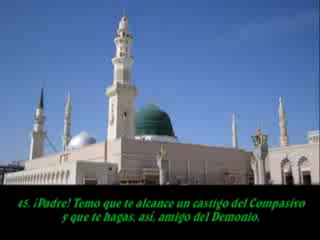 45. ¡Padre! Temo que te alcance un castigo del Compasivo
y que te hagas, así, amigo del Demonio.